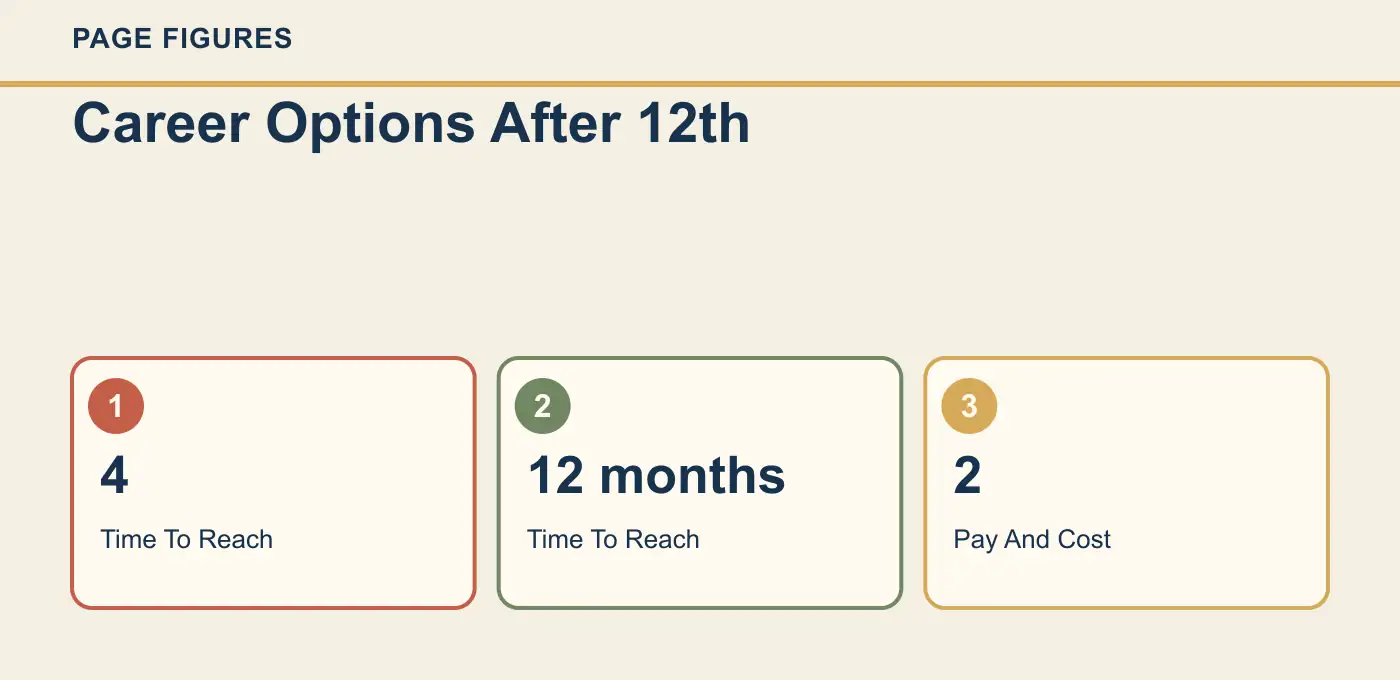 PAGE FIGURES
Career Options After 12th
1
4
Time To Reach
2
12 months
Time To Reach
3
2
Pay And Cost